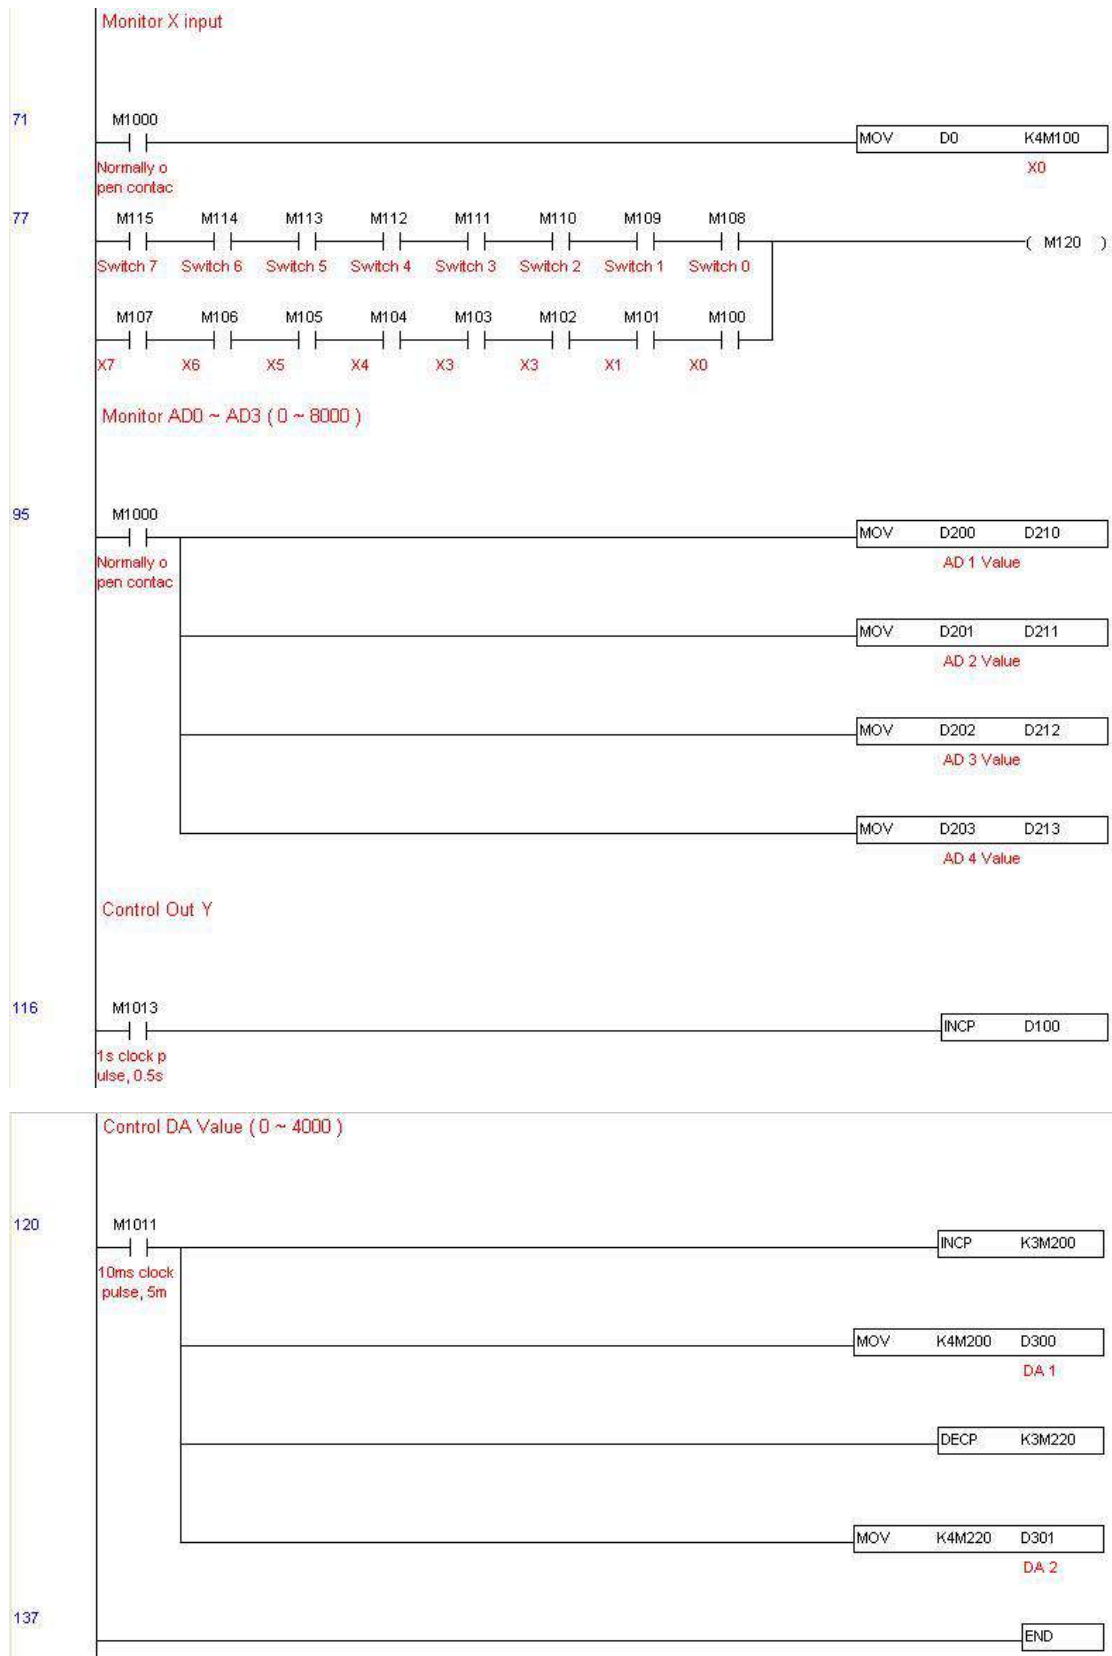 Monitor X input
71 M1000
MOV D0 K4M100
Normally o X0
pen contac
77 M115 M114 M113 M112 M111 M110 M109 M108
( M120 )
Switch 7 Switch 6 Switch 5 Switch 4 Switch 3 Switch 2 Switch 1 Switch 0
M107 M106 M105 M104 M103 M102 M101 M100
X7 X6 X5 X4 X3 X3 X1 X0
Monitor AD0 ~ AD3 ( 0 ~ 8000 )
95 M1000
MOV D200 D210
Normally o AD 1 Value
pen contac
MOV D201 D211
AD 2 Value
MOV D202 D212
AD 3 Value
MOV D203 D213
AD 4 Value
Control Out Y
116 M1013
INCP D100
1s clock p
ulse, 0.5s
Control DA Value ( 0 ~ 4000 )
120 M1011
INCP K3M200
10ms clock
pulse, 5m
MOV K4M200 D300
DA 1
DECP K3M220
MOV K4M220 D301
DA 2
137
END